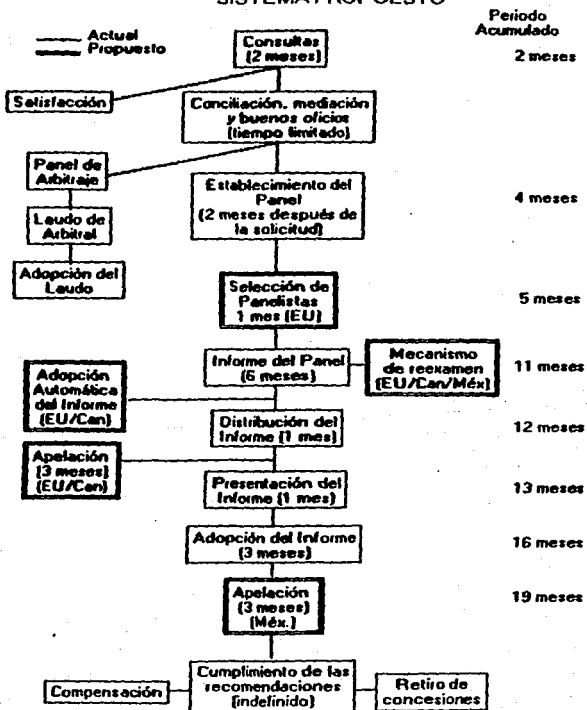 SISTEMA PROPUESTO
Actual
Propuesto
Periodo
Acumulado
Consultas
(2 meses)
2 meses
Satisfacción
Conciliación, mediación
y buenos oficios
(tiempo limitado)
Panel de
Arbitraje
Laudo de
Arbitral
Adopción del
Laudo
Establecimiento del
Panel
(2 meses después de
la solicitud)
4 meses
Selección de
Panelistas
1 mes (EU)
5 meses
Informe del Panel
(6 meses)
Mecanismo
de reexamen
(EU/Can/Méx)
11 meses
Adopción
Automática
del Informe
(EU/Can)
Distribución del
Informe (1 mes)
12 meses
Apelación
(3 meses)
(EU/Can)
Presentación del
Informe (1 mes)
13 meses
Adopción del Informe
(3 meses)
16 meses
Apelación
(3 meses)
(Méx.)
19 meses
Compensación
Cumplimiento de las
recomendaciones
(indefinido)
Retiro de
concesiones